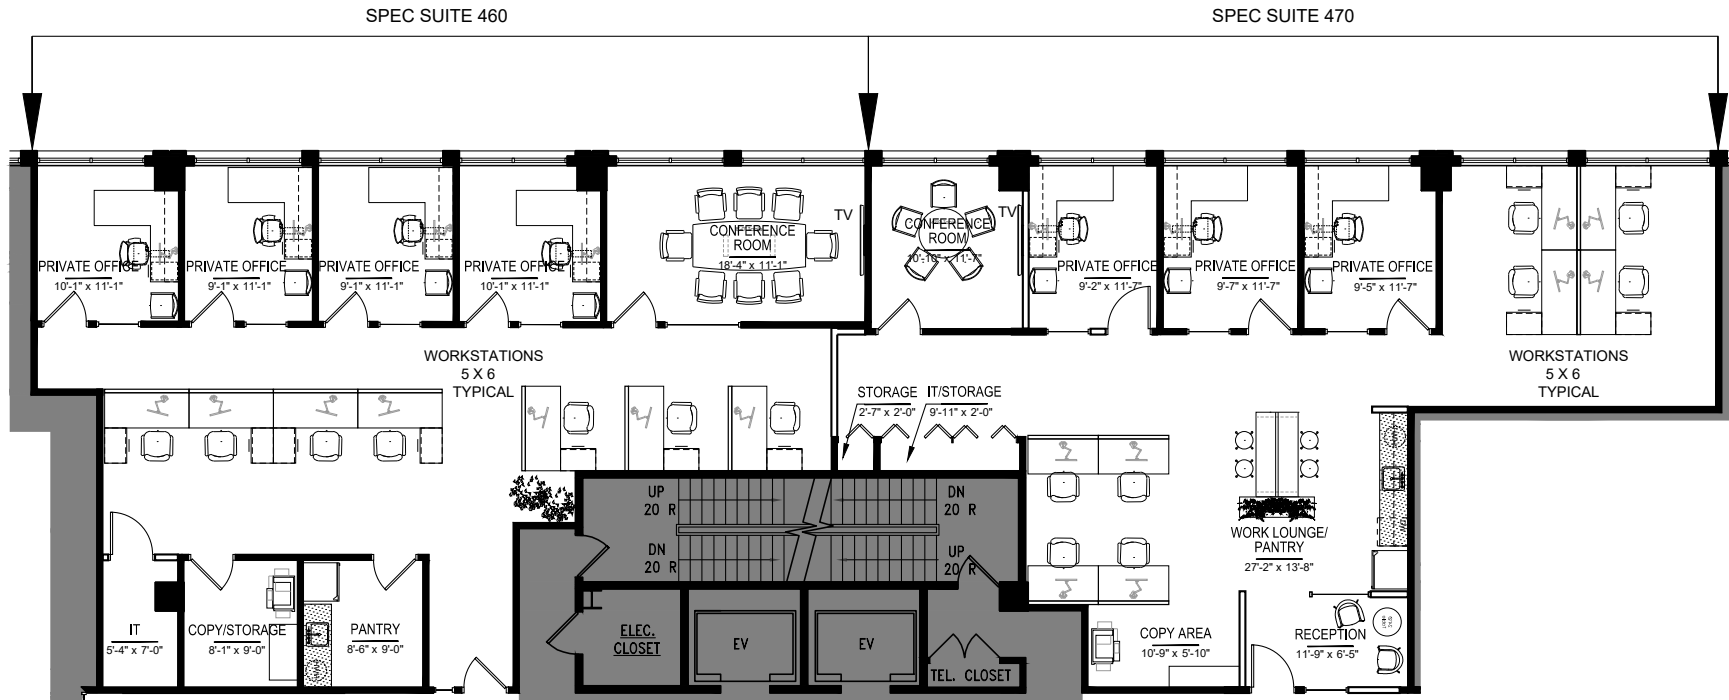 SPEC SUITE 460
SPEC SUITE 470
PRIVATE OFFICE
10'-1" x 11'-1"
PRIVATE OFFICE
9'-1" x 11'-1"
PRIVATE OFFICE
9'-1" x 11'-1"
PRIVATE OFFICE
10'-1" x 11'-1"
CONFERENCE
ROOM
18'-4" x 11'-1"
TV
CONFERENCE
ROOM
10'-10" x 11'-7"
TV
PRIVATE OFFICE
9'-2" x 11'-7"
PRIVATE OFFICE
9'-7" x 11'-7"
PRIVATE OFFICE
9'-5" x 11'-7"
WORKSTATIONS
5 X 6
TYPICAL
WORKSTATIONS
5 X 6
TYPICAL
STORAGE
2'-7" x 2'-0"
IT/STORAGE
9'-11" x 2'-0"
UP
20 R
DN
20 R
DN
20 R
UP
20 R
WORK LOUNGE/
PANTRY
27'-2" x 13'-8"
IT
5'-4" x 7'-0"
COPY/STORAGE
8'-1" x 9'-0"
PANTRY
8'-6" x 9'-0"
ELEC.
CLOSET
EV
EV
TEL. CLOSET
COPY AREA
10'-9" x 5'-10"
RECEPTION
11'-9" x 6'-5"